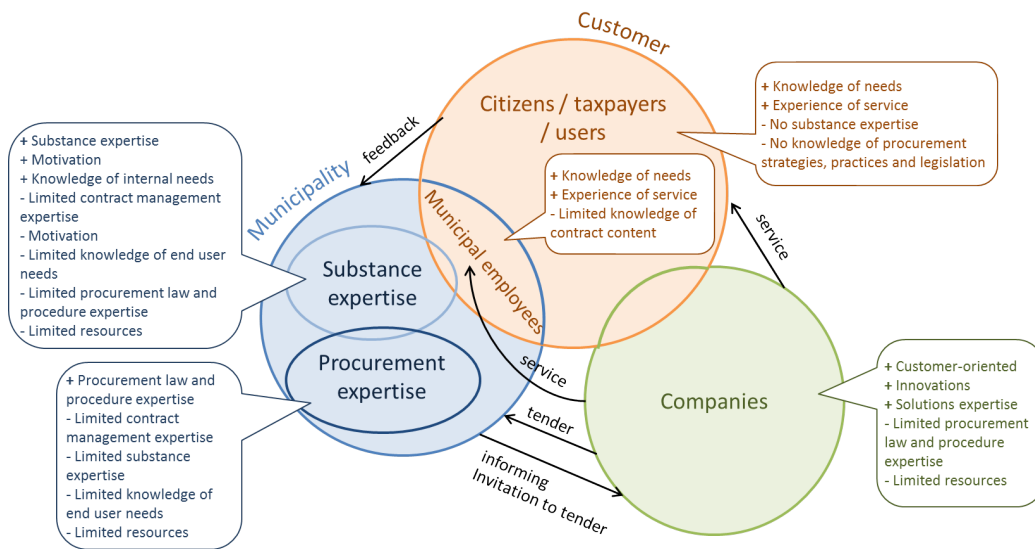 Customer
Citizens / taxpayers
/ users
+ Knowledge of needs
+ Experience of service
- No substance expertise
- No knowledge of procurement
strategies, practices and legislation
feedback
Municipality
+ Substance expertise
+ Motivation
+ Knowledge of internal needs
- Limited contract management
expertise
- Motivation
- Limited knowledge of end user
needs
- Limited procurement law and
procedure expertise
- Limited resources
+ Knowledge of needs
+ Experience of service
- Limited knowledge of
contract content
Municipal employees
Substance
expertise
service
Procurement
expertise
service
+ Procurement law and
procedure expertise
- Limited contract
management expertise
- Limited substance
expertise
- Limited knowledge of
end user needs
- Limited resources
Companies
+ Customer-oriented
+ Innovations
+ Solutions expertise
- Limited procurement
law and procedure
expertise
- Limited resources
tender
informing
Invitation to tender